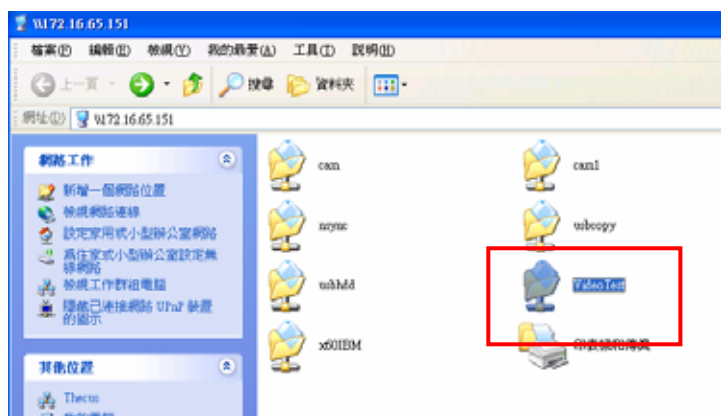 \\172.16.65.151
檔案(F) 編輯(E) 檢視(V) 我的最愛(A) 工具(T) 說明(H)
上一頁 搜尋 資料夾
網址(D) \\172.16.65.151
網路工作
新增一個網路位置
檢視網路連線
設定家用或小型辦公室網路
爲住家或小型辦公室設定無
線網路
檢視工作群組電腦
隱藏已連接網路 UPnP 裝置
的圖示
其他位置
Thecus
cam
cam1
nsync
usbcopy
usbhdd
VideoTest
x60IBM
印表機和傳真